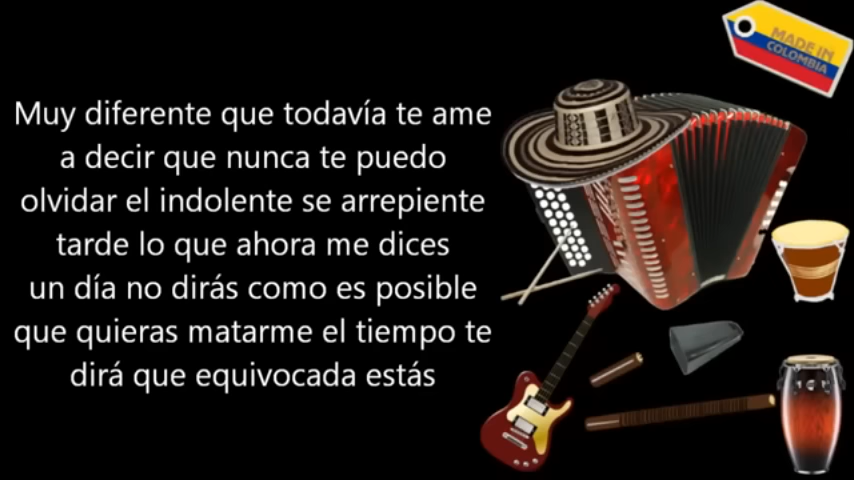 MADE IN
COLOMBIA
Muy diferente que todavía te ame
a decir que nunca te puedo
olvidar el indolente se arrepiente
tarde lo que ahora me dices
un día no dirás como es posible
que quieras matarme el tiempo te
dirá que equivocada estás